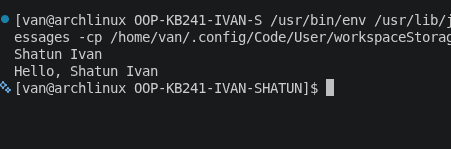 [van@archlinux OOP-KB241-IVAN-S /usr/bin/env /usr/lib/j
essages -cp /home/van/.config/Code/User/workspaceStorag
Shatun Ivan
Hello, Shatun Ivan
[van@archlinux OOP-KB241-IVAN-SHATUN]$